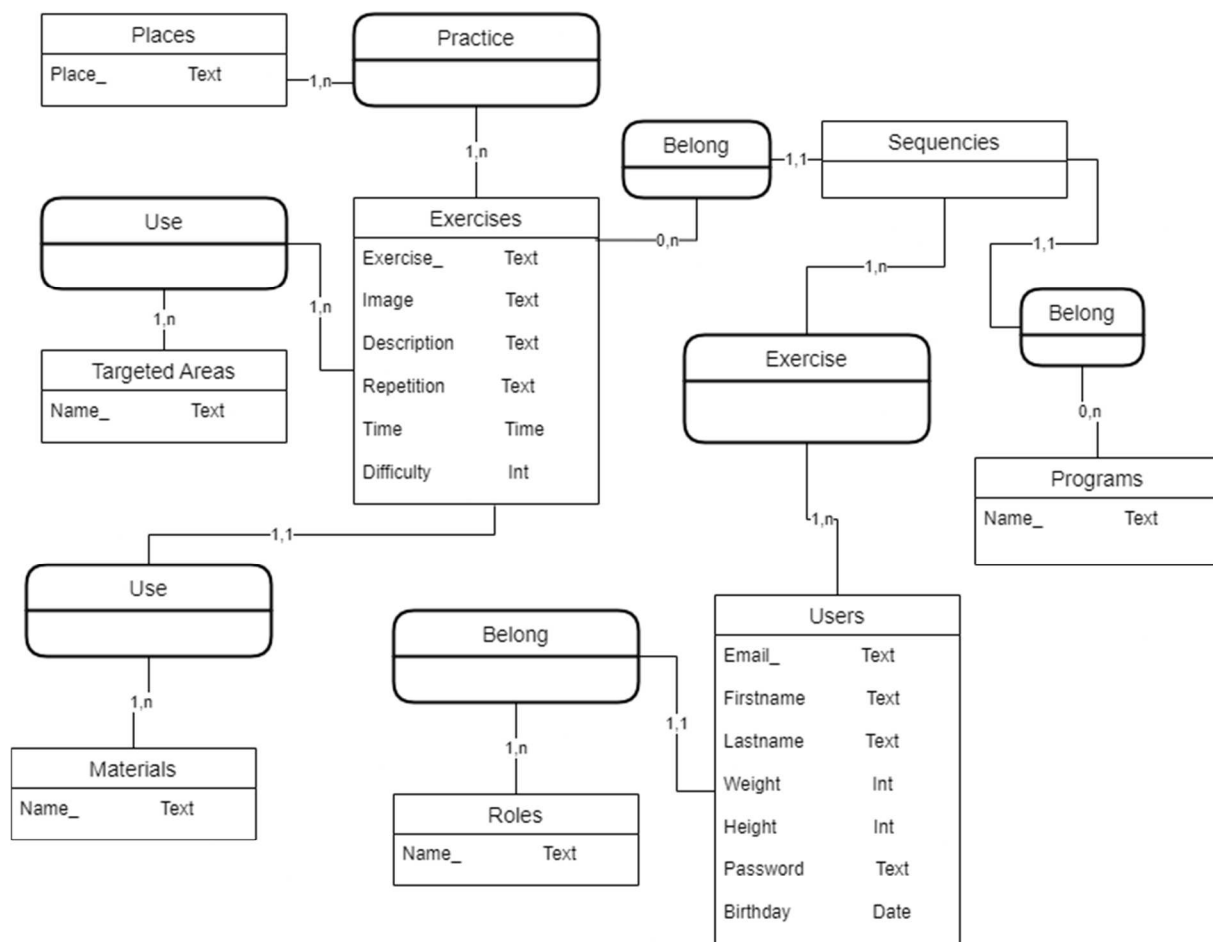 Places
Place_ Text
1,n
Practice
1,n
Belong
1,1
Sequencies
0,n
1,1
1,n
Use
1,n
1,n
Targeted Areas
Name_ Text
Exercises
Exercise_ Text
Image Text
Description Text
Repetition Text
Time Time
Difficulty Int
Belong
0,n
Programs
Name_ Text
Exercise
1,n
1,1
Use
1,n
Materials
Name_ Text
Belong
1,1
1,n
Roles
Name_ Text
Users
Email_ Text
Firstname Text
Lastname Text
Weight Int
Height Int
Password Text
Birthday Date